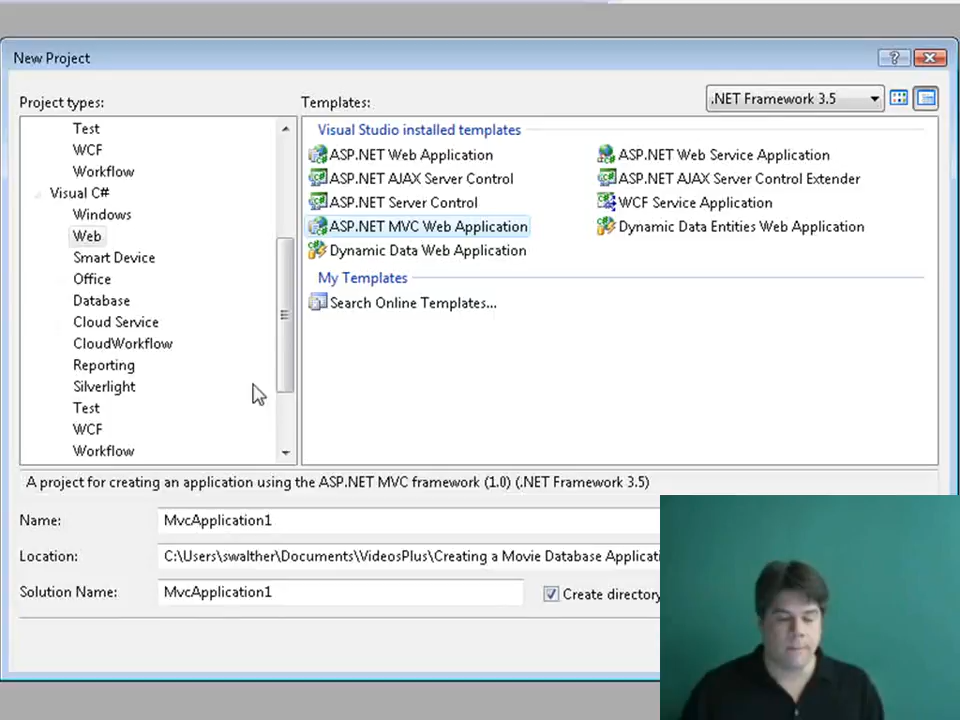 New Project
?
Project types:
Templates:
.NET Framework 3.5
Test
WCF
Workflow
Visual C#
Windows
Web
Smart Device
Office
Database
Cloud Service
CloudWorkflow
Reporting
Silverlight
Test
WCF
Workflow
Visual Studio installed templates
ASP.NET Web Application
ASP.NET Web Service Application
ASP.NET AJAX Server Control
ASP.NET AJAX Server Control Extender
ASP.NET Server Control
WCF Service Application
ASP.NET MVC Web Application
Dynamic Data Entities Web Application
Dynamic Data Web Application
My Templates
Search Online Templates...
A project for creating an application using the ASP.NET MVC framework (1.0) (.NET Framework 3.5)
Name:
MvcApplication1
Location:
C:\Users\swalther\Documents\VideosPlus\Creating a Movie Database Applicati
Solution Name:
MvcApplication1
Create directory